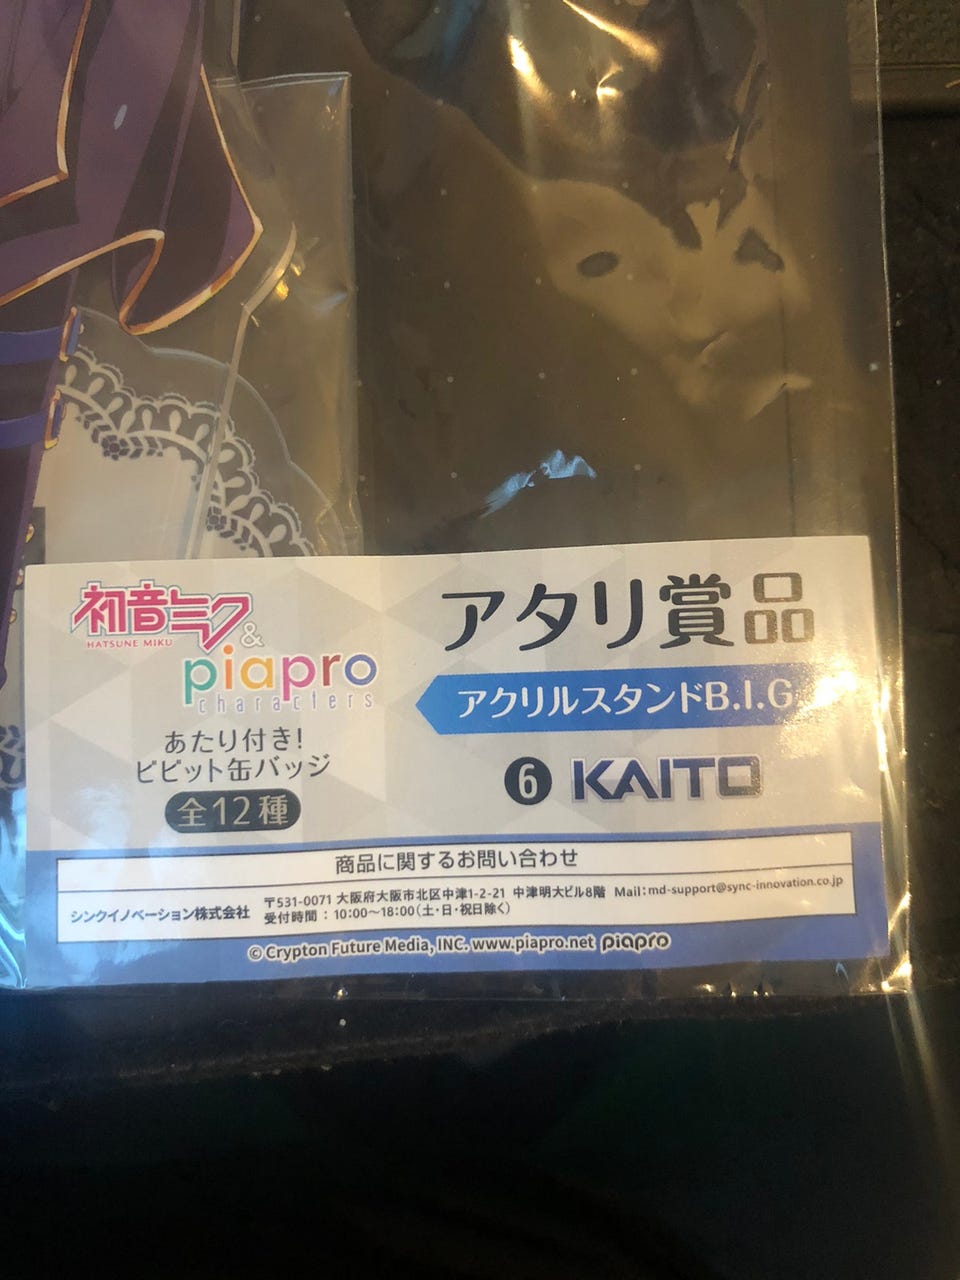 初音ミク
HATSUNE MIKU
&
piapro
characters
あたり付き!
ビビット缶バッジ
全12種
アタリ賞品
アクリルスタンドB.I.G
6 KAITO
商品に関するお問い合わせ
シンクイノベーション株式会社
〒531-0071 大阪府大阪市北区中津1-2-21 中津明大ビル8階 Mail:md-support@sync-innovation.co.jp
受付時間：10:00〜18:00(土・日・祝日除く)
© Crypton Future Media, INC. www.piapro.net piapro